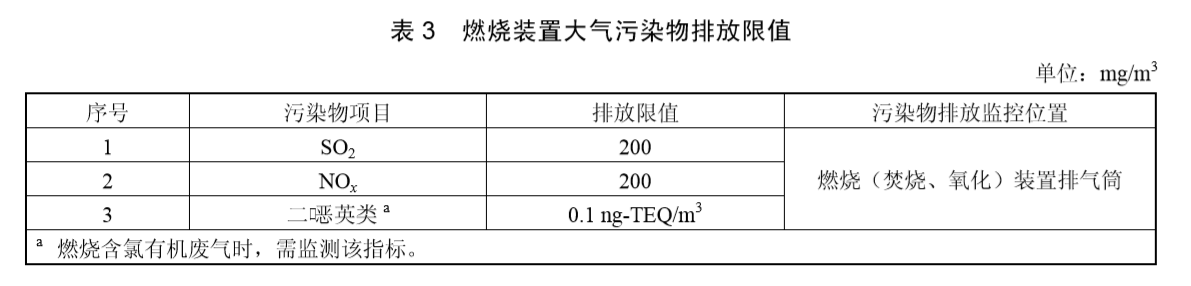 表 3 燃烧装置大气污染物排放限值
单位：mg/m³
序号 污染物项目 排放限值 污染物排放监控位置
1 SO₂ 200
2 NOₓ 200 燃烧（焚烧、氧化）装置排气筒
3 二噁英类 ᵃ 0.1 ng-TEQ/m³
ᵃ 燃烧含氯有机废气时，需监测该指标。